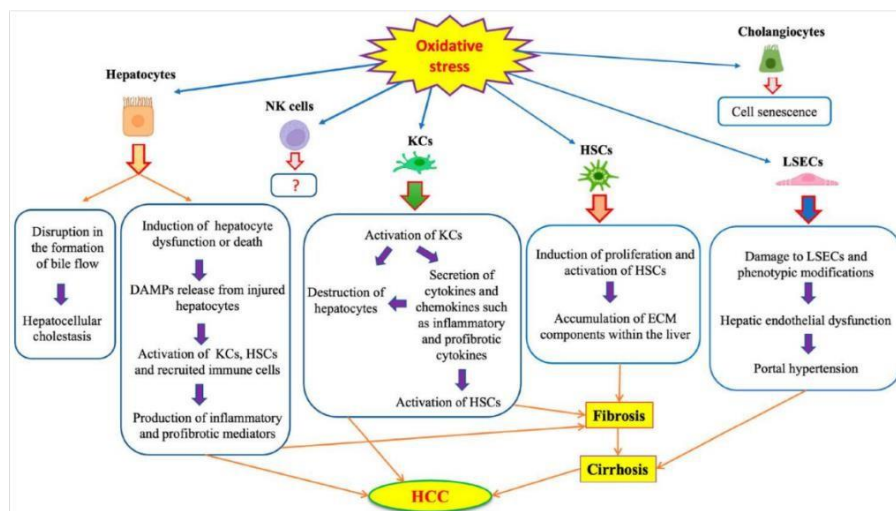 Oxidative
stress
Cholangiocytes
Cell senescence
Hepatocytes
NK cells
?
KCs
HSCs
LSECs
Disruption in
the formation
of bile flow
Hepatocellular
cholestasis
Induction of hepatocyte
dysfunction or death
DAMPs release from injured
hepatocytes
Activation of KCs, HSCs
and recruited immune cells
Production of inflammatory
and profibrotic mediators
Activation of KCs
Destruction of
hepatocytes
Secretion of
cytokines and
chemokines such
as inflammatory
and profibrotic
cytokines
Activation of HSCs
Induction of proliferation and
activation of HSCs
Accumulation of ECM
components within the liver
Damage to LSECs and
phenotypic modifications
Hepatic endothelial dysfunction
Portal hypertension
Fibrosis
Cirrhosis
HCC